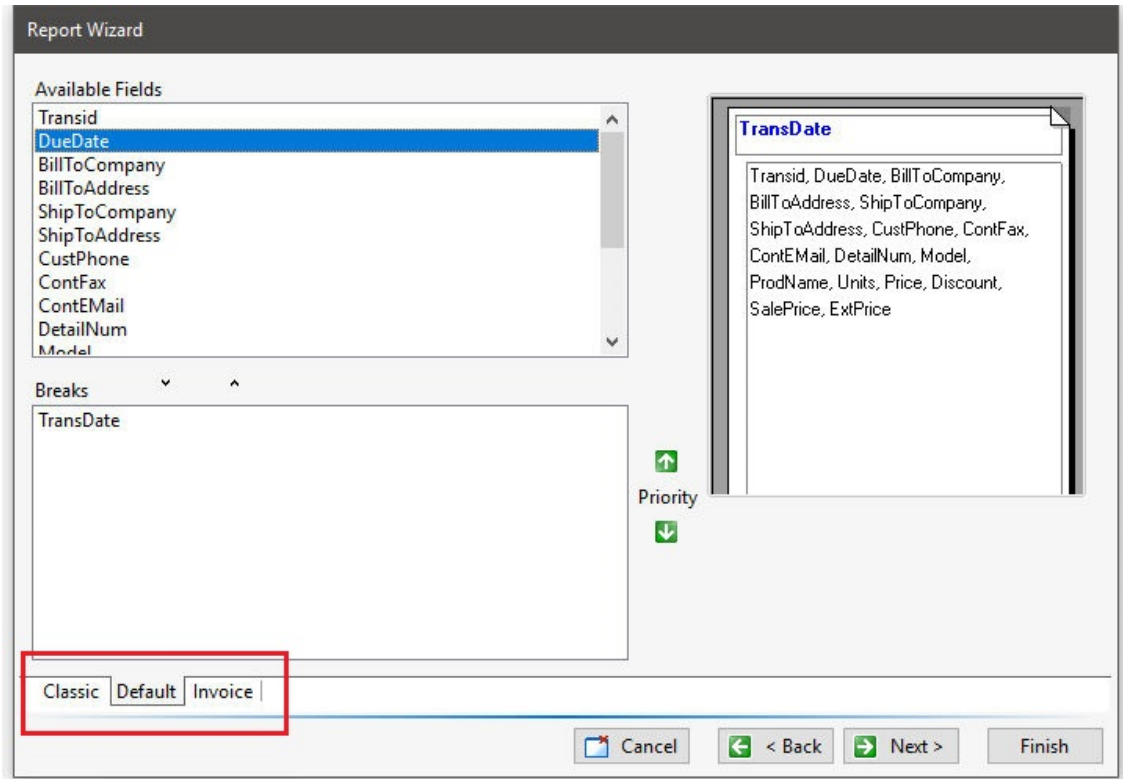 Report Wizard
Available Fields
Transid
DueDate
BillToCompany
BillToAddress
ShipToCompany
ShipToAddress
CustPhone
ContFax
ContEMail
DetailNum
Model
Breaks
TransDate
Priority
TransDate
Transid, DueDate, BillToCompany,
BillToAddress, ShipToCompany,
ShipToAddress, CustPhone, ContFax,
ContEMail, DetailNum, Model,
ProdName, Units, Price, Discount,
SalePrice, ExtPrice
Classic Default Invoice
Cancel < Back Next > Finish